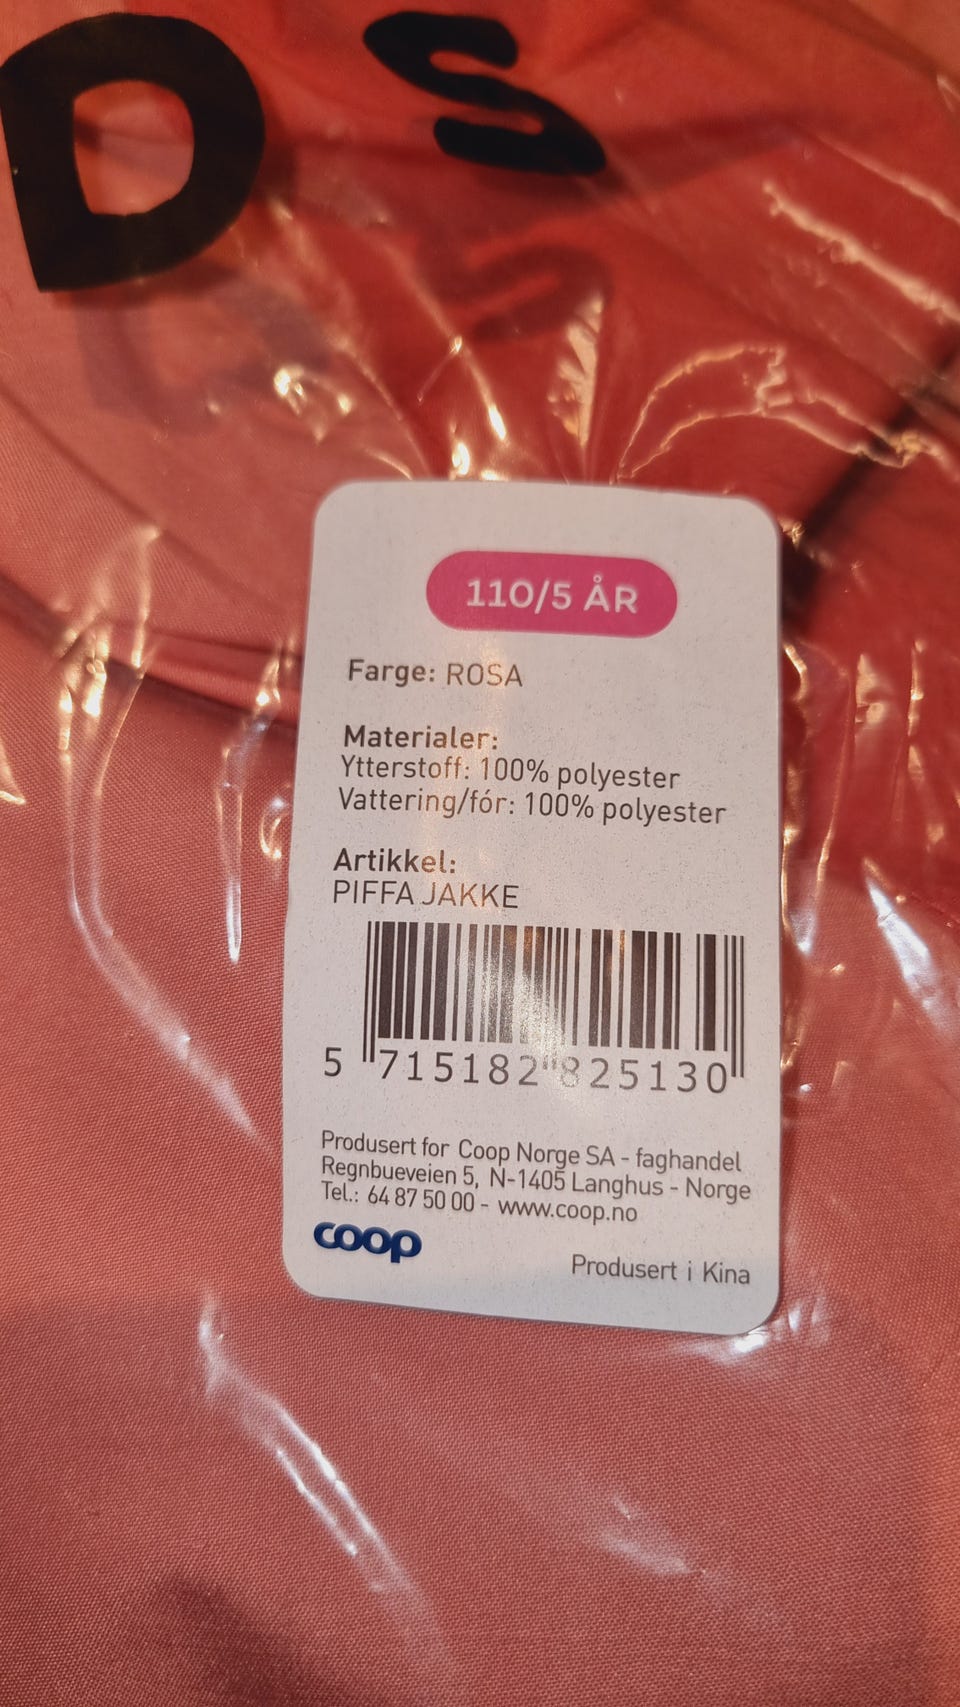 DS
110/5 ÅR
Farge: ROSA
Materialer:
Ytterstoff: 100% polyester
Vattering/fór: 100% polyester
Artikkel:
PIFFA JAKKE
5 715182 825130
Produsert for Coop Norge SA - faghandel
Regnbueveien 5, N-1405 Langhus - Norge
Tel.: 64 87 50 00 - www.coop.no
coop
Produsert i Kina